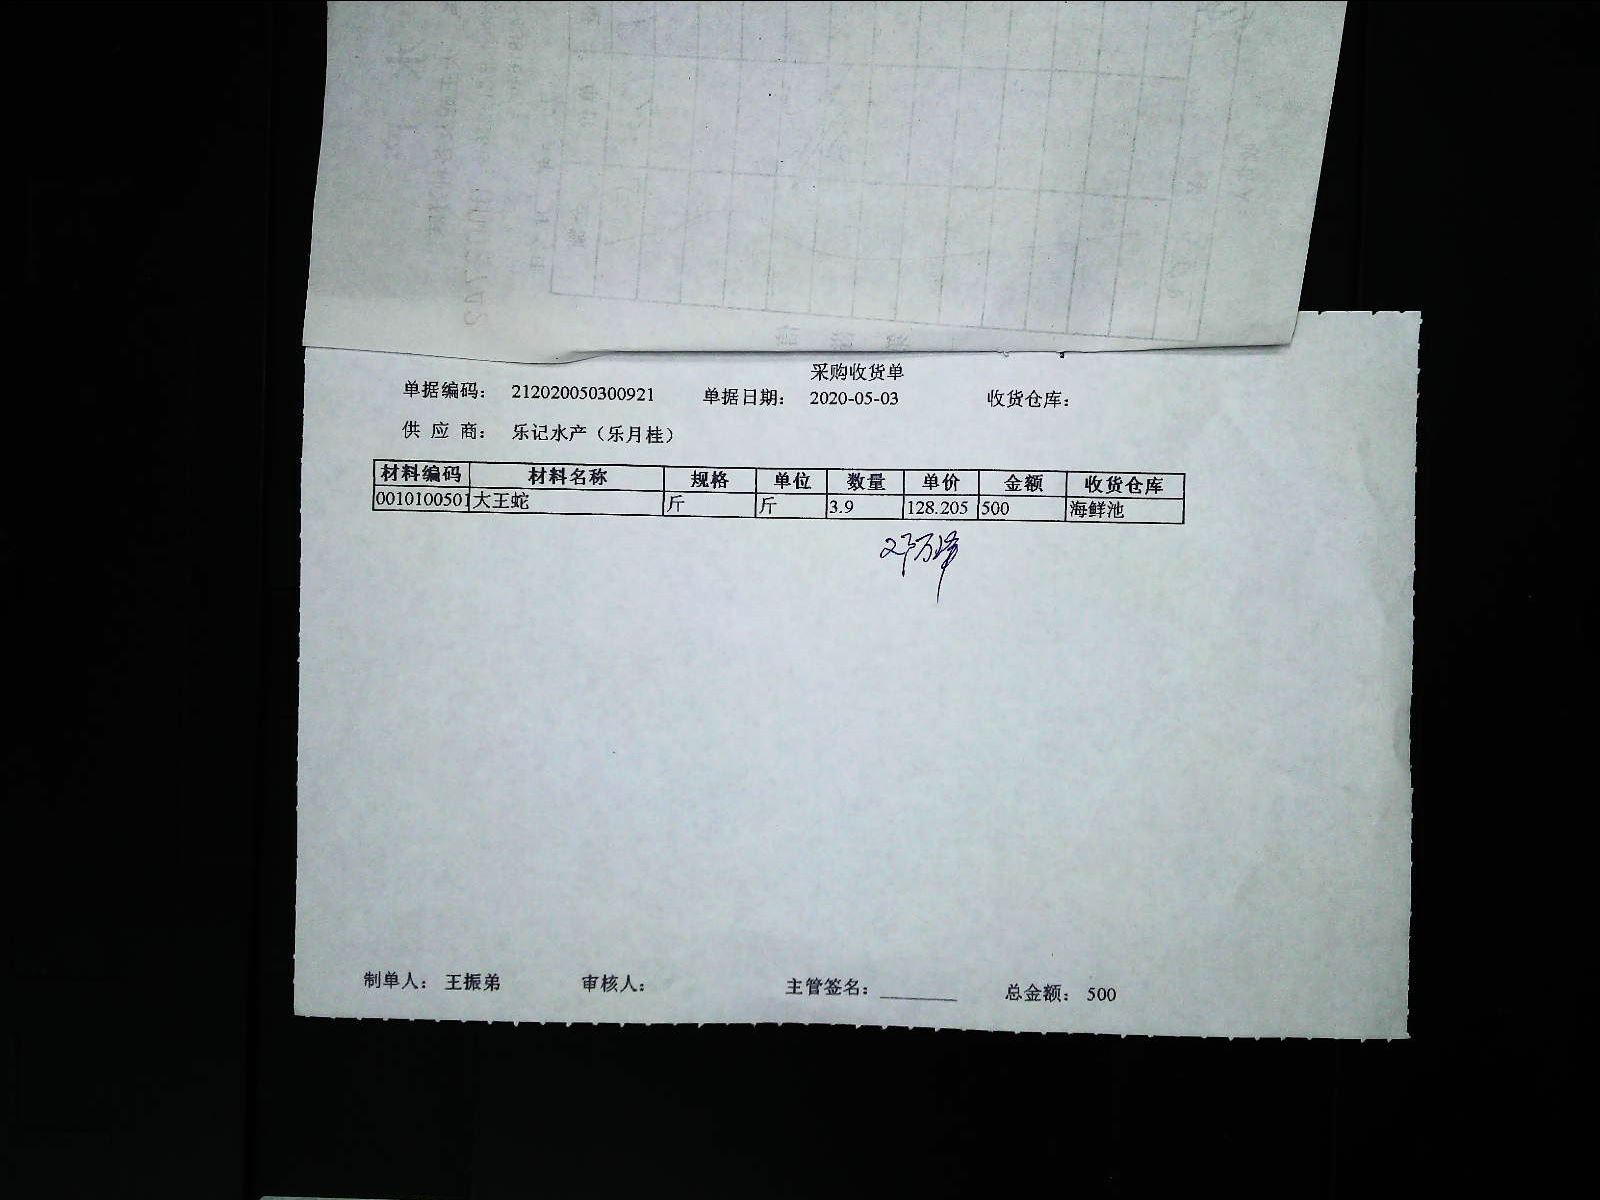 采购收货单
单据编码： 212020050300921 单据日期： 2020-05-03 收货仓库：
供 应 商： 乐记水产（乐月桂）
材料编码 材料名称 规格 单位 数量 单价 金额 收货仓库
0010100501 大王蛇 斤 斤 3.9 128.205 500 海鲜池
制单人： 王振弟 审核人： 主管签名： 总金额： 500